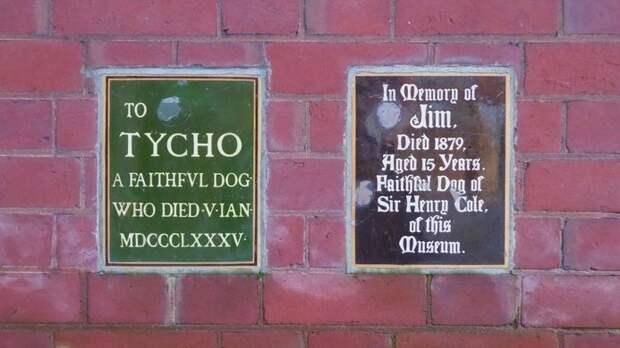 TO
TYCHO
A FAITHFVL DOG·
WHO DIED·V·IAN·
MDCCCLXXXV·
In Memory of
Jim,
Died 1879,
Aged 15 Years.
Faithful Dog of
Sir Henry Cole,
of this
Museum.